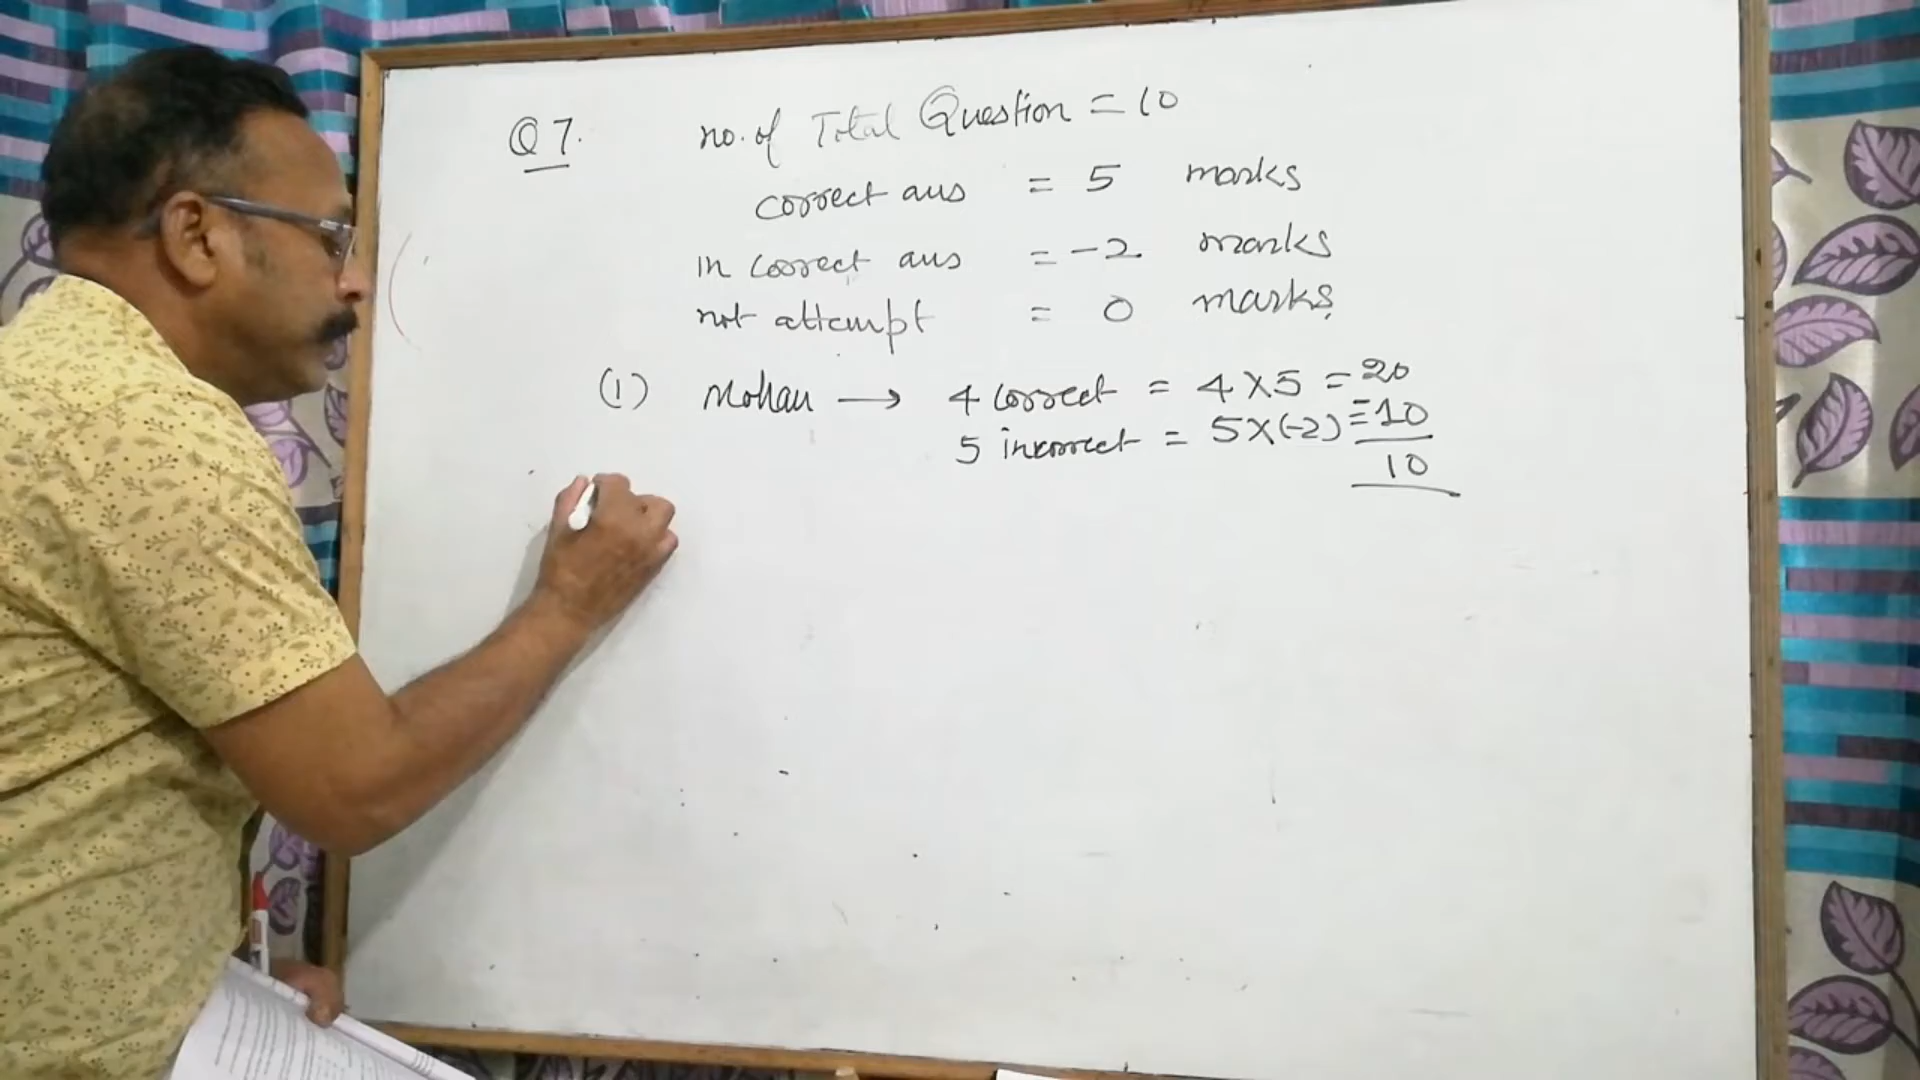 Q 7. no. of Total Question = 10
correct ans = 5 marks
in correct ans = -2 marks
not attempt = 0 marks.
(1) Mohan → 4 correct = 4 X 5 = 20
5 incorrect = 5 X (-2) = -10
10